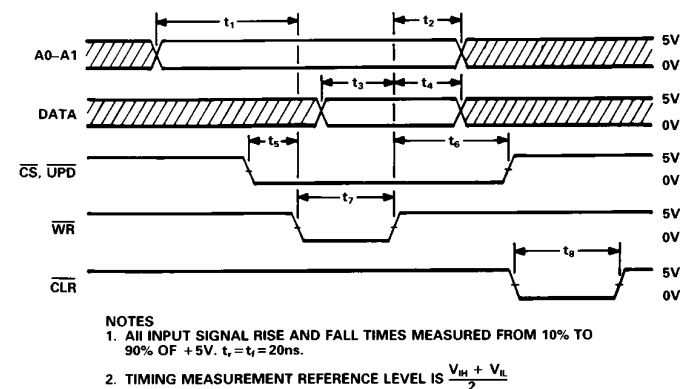 t1
t2
5V
A0–A1
0V
t3
t4
5V
DATA
0V
t5
t6
5V
CS, UPD
0V
t7
5V
WR
0V
t8
5V
CLR
0V
NOTES
1. All INPUT SIGNAL RISE AND FALL TIMES MEASURED FROM 10% TO
90% OF +5V. tr = tf = 20ns.
2. TIMING MEASUREMENT REFERENCE LEVEL IS VIH + VIL
2